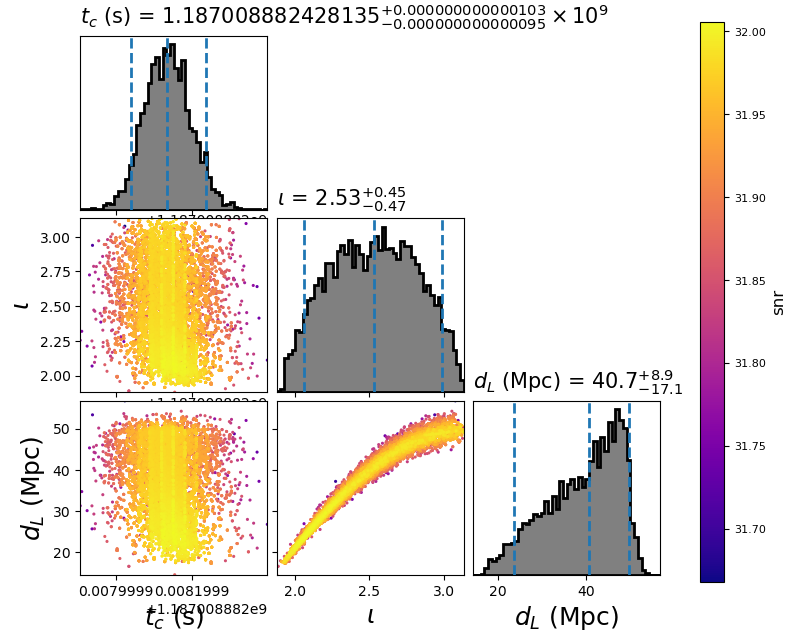 t_c (s) = 1.187008882428135^{+0.000000000000103}_{-0.000000000000095} × 10^9
32.00
31.95
31.90
31.85
31.80
31.75
31.70
snr
ι = 2.53^{+0.45}_{-0.47}
3.00
2.75
2.50
2.25
2.00
ι
d_L (Mpc) = 40.7^{+8.9}_{-17.1}
50
40
30
20
d_L (Mpc)
0.0079999 0.0081999
+1.187008882e9
t_c (s)
2.0 2.5 3.0
ι
20 40
d_L (Mpc)